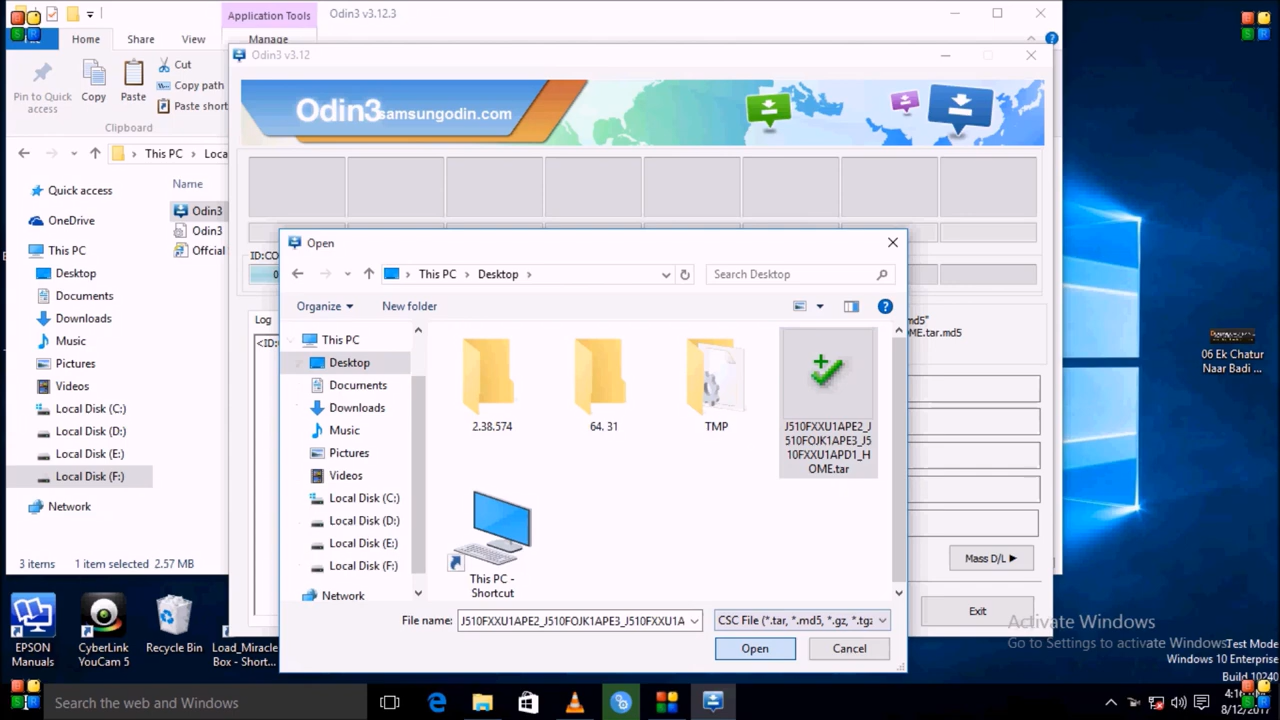 Application Tools
Odin3 v3.12.3
Home
Share
View
Manage
Pin to Quick
access
Copy
Paste
Cut
Copy path
Paste short
Clipboard
This PC
Loca
Quick access
OneDrive
This PC
Desktop
Documents
Downloads
Music
Pictures
Videos
Local Disk (C:)
Local Disk (D:)
Local Disk (E:)
Local Disk (F:)
Network
Name
Odin3
Odin3
Offcial
3 items
1 item selected 2.57 MB
Odin3 v3.12
Odin3
samsungodin.com
ID:CO
0
Log
<ID:
md5"
ME.tar.md5
Mass D/L
Exit
Open
This PC
Desktop
Search Desktop
Organize
New folder
This PC
Desktop
Documents
Downloads
Music
Pictures
Videos
Local Disk (C:)
Local Disk (D:)
Local Disk (E:)
Local Disk (F:)
Network
2.38.574
64. 31
TMP
J510FXXU1APE2_J
510FOJK1APE3_J5
10FXXU1APD1_H
OME.tar
This PC -
Shortcut
File name:
J510FXXU1APE2_J510FOJK1APE3_J510FXXU1A
CSC File (*.tar, *.md5, *.gz, *.tgz
Open
Cancel
06 Ek Chatur
Naar Badi ...
EPSON
Manuals
CyberLink
YouCam 5
Recycle Bin
Load_Miracle
Box - Short...
Activate Windows
Go to Settings to activate Windows.
Test Mode
Windows 10 Enterprise
Build 10240
Search the web and Windows
8/12/2017